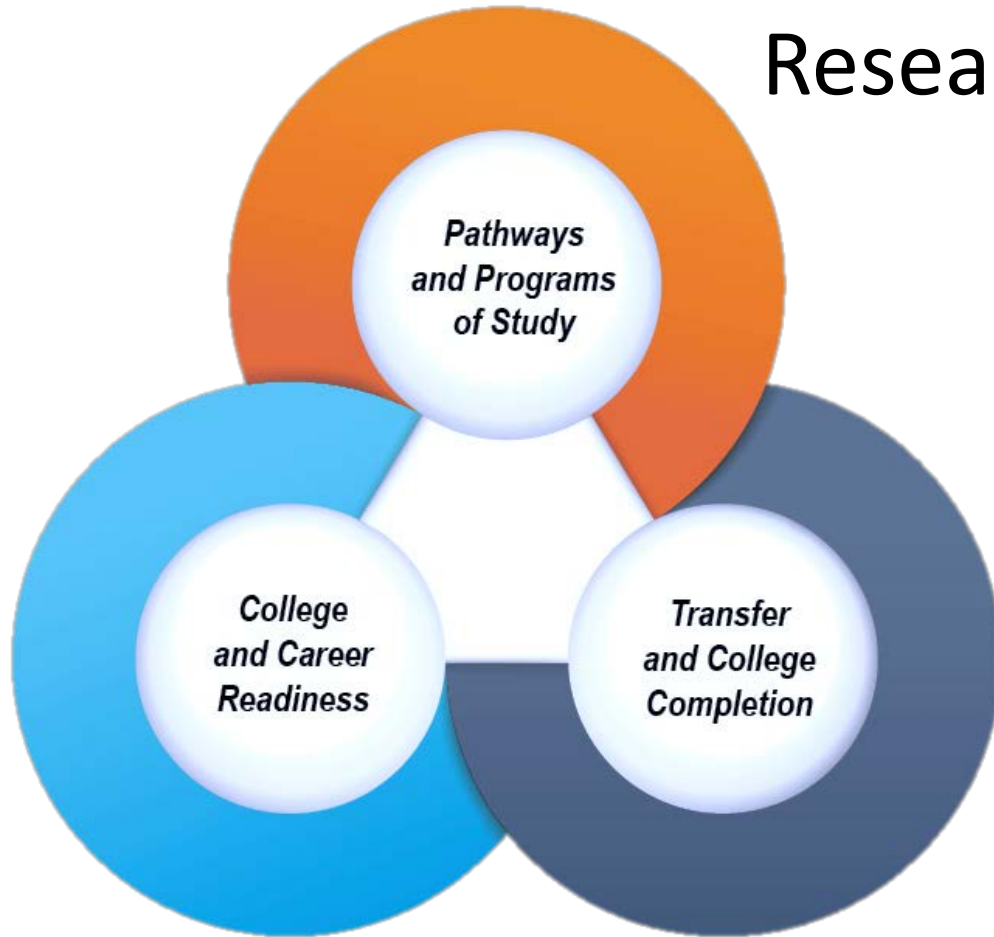 Resea
Pathways
and Programs
of Study
College
and Career
Readiness
Transfer
and College
Completion